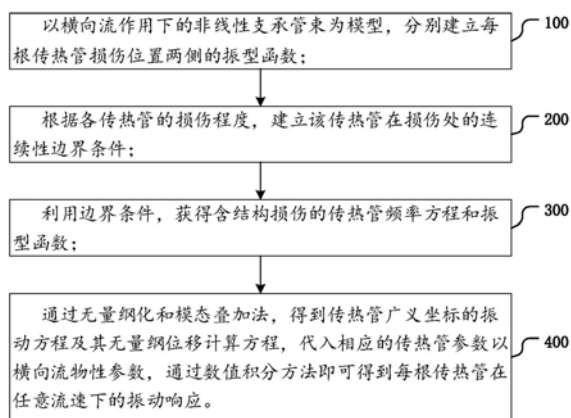 以横向流作用下的非线性支承管束为模型，分别建立每
根传热管损伤位置两侧的振型函数；
100
根据各传热管的损伤程度，建立该传热管在损伤处的连
续性边界条件；
200
利用边界条件，获得含结构损伤的传热管频率方程和振
型函数；
300
通过无量纲化和模态叠加法，得到传热管广义坐标的振
动方程及其无量纲位移计算方程，代入相应的传热管参数以
横向流物性参数，通过数值积分方法即可得到每根传热管在
任意流速下的振动响应。
400